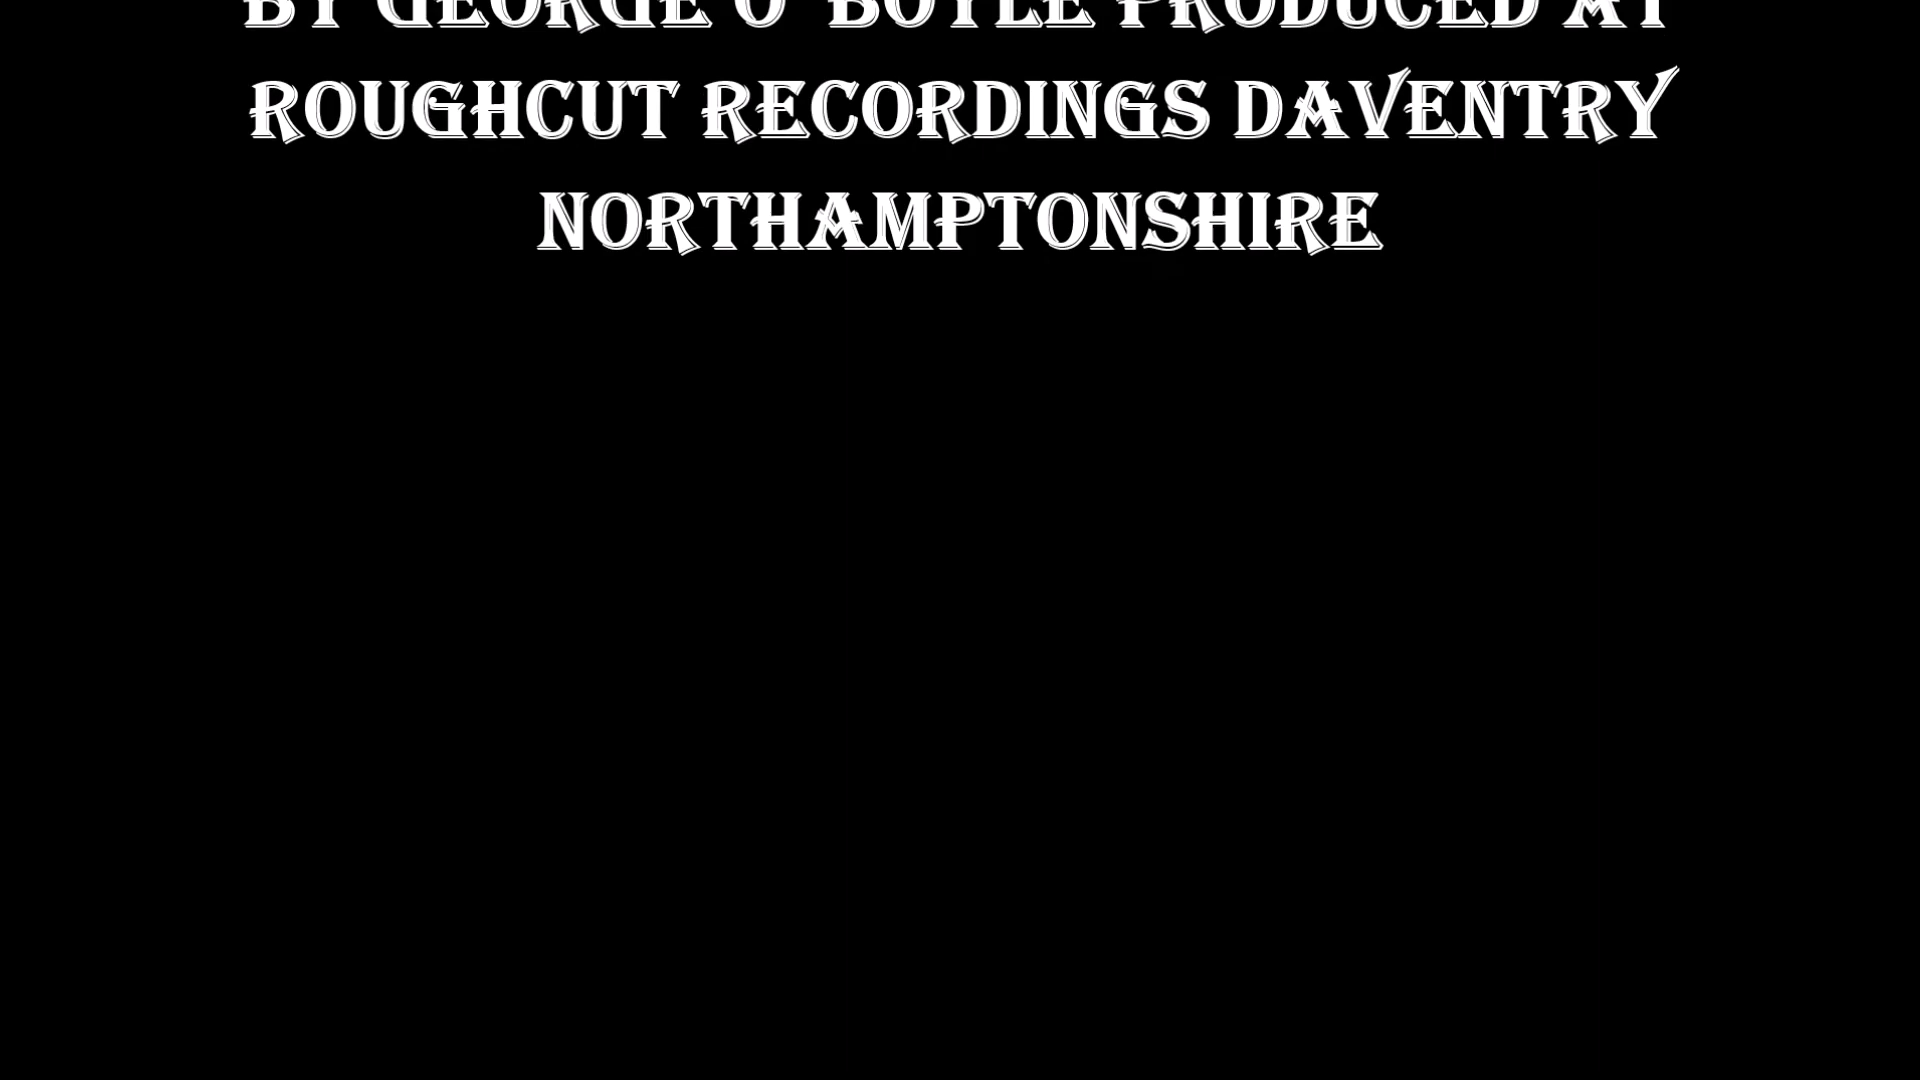 BY GEORGE O' BOYLE PRODUCED AT
ROUGHCUT RECORDINGS DAVENTRY
NORTHAMPTONSHIRE